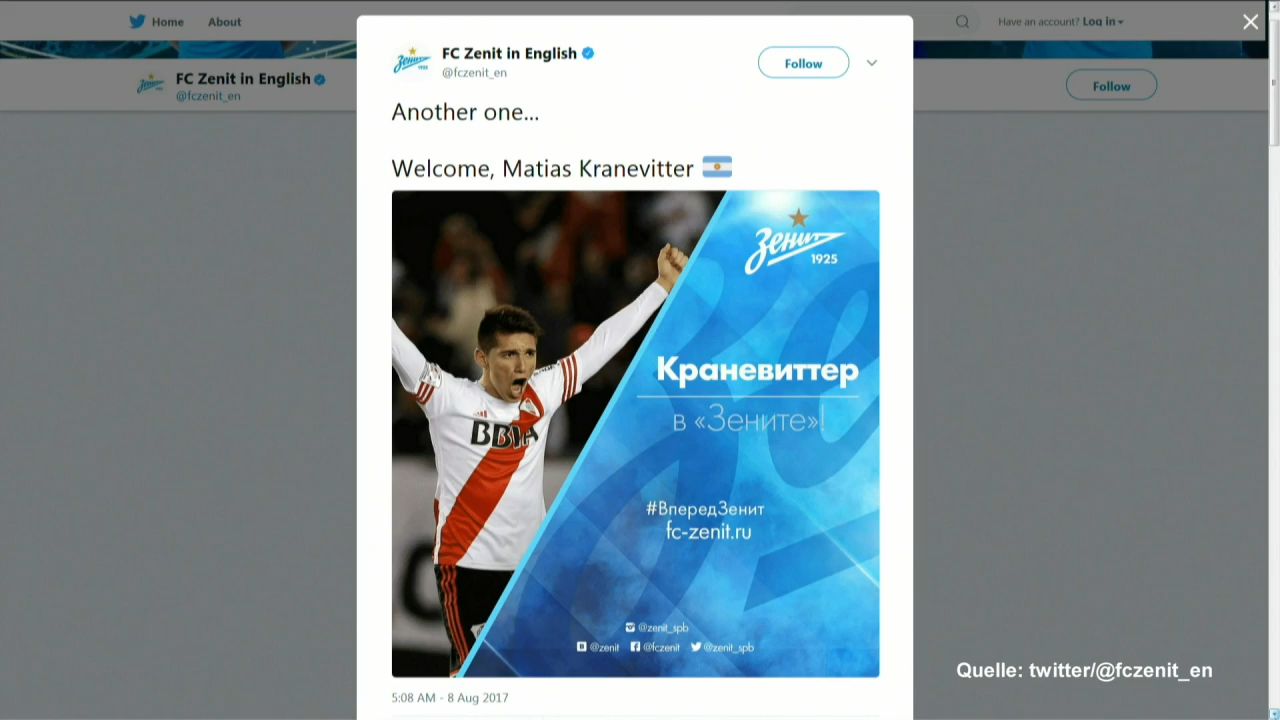 Home
About
Have an account? Log in
FC Zenit in English
@fczenit_en
Follow
FC Zenit in English
@fczenit_en
Follow
Another one...
Welcome, Matias Kranevitter
Зенит
1925
BBVA
Краневиттер
в «Зените»!
#ВпередЗенит
fc-zenit.ru
@zenit_spb
@zenit @fczenit @zenit_spb
5:08 AM - 8 Aug 2017
Quelle: twitter/@fczenit_en